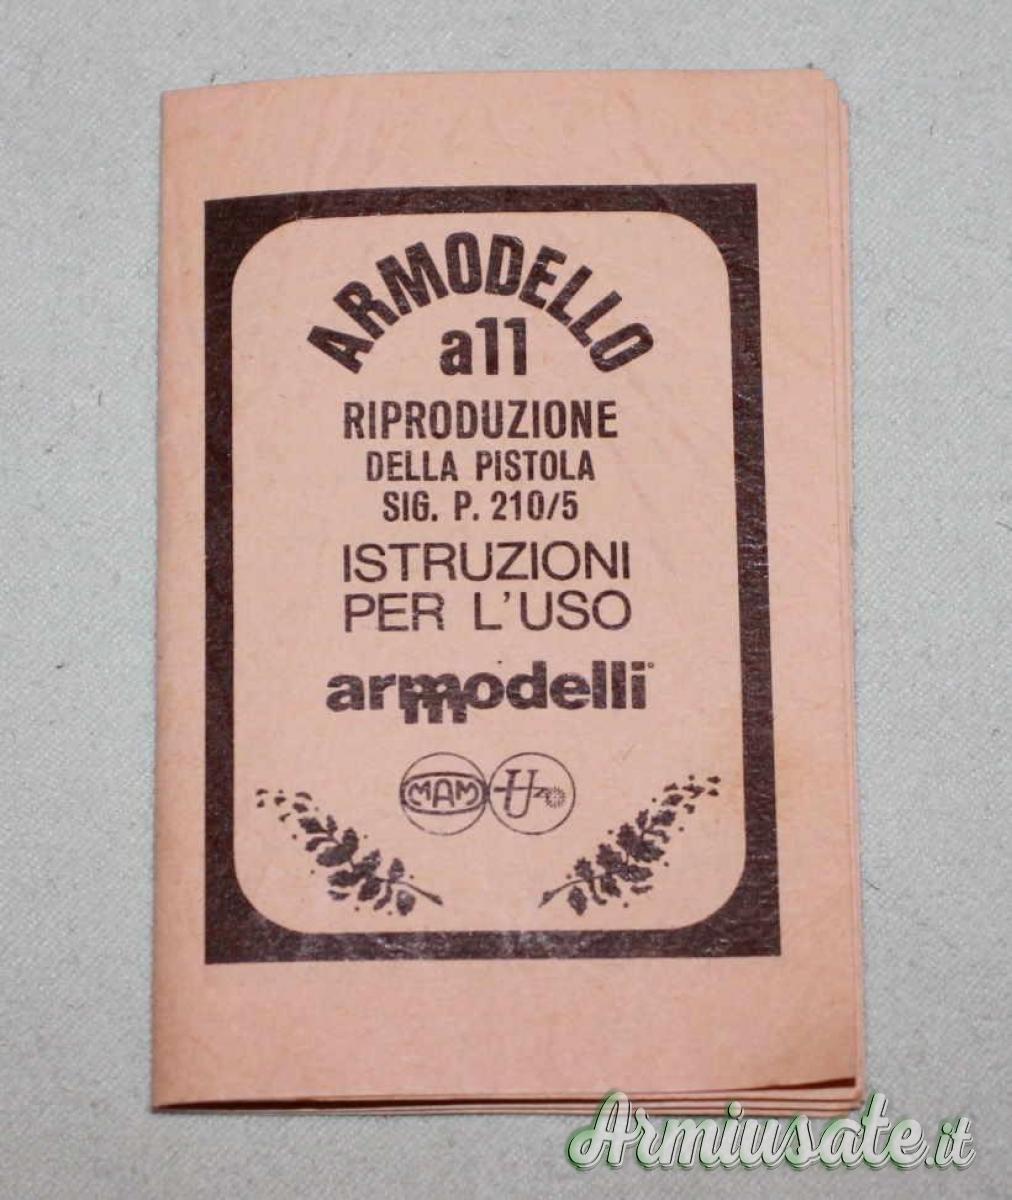 ARMODELLO
a11
RIPRODUZIONE
DELLA PISTOLA
SIG. P. 210/5
ISTRUZIONI
PER L'USO
armodelli
MAM
Armiusate.it